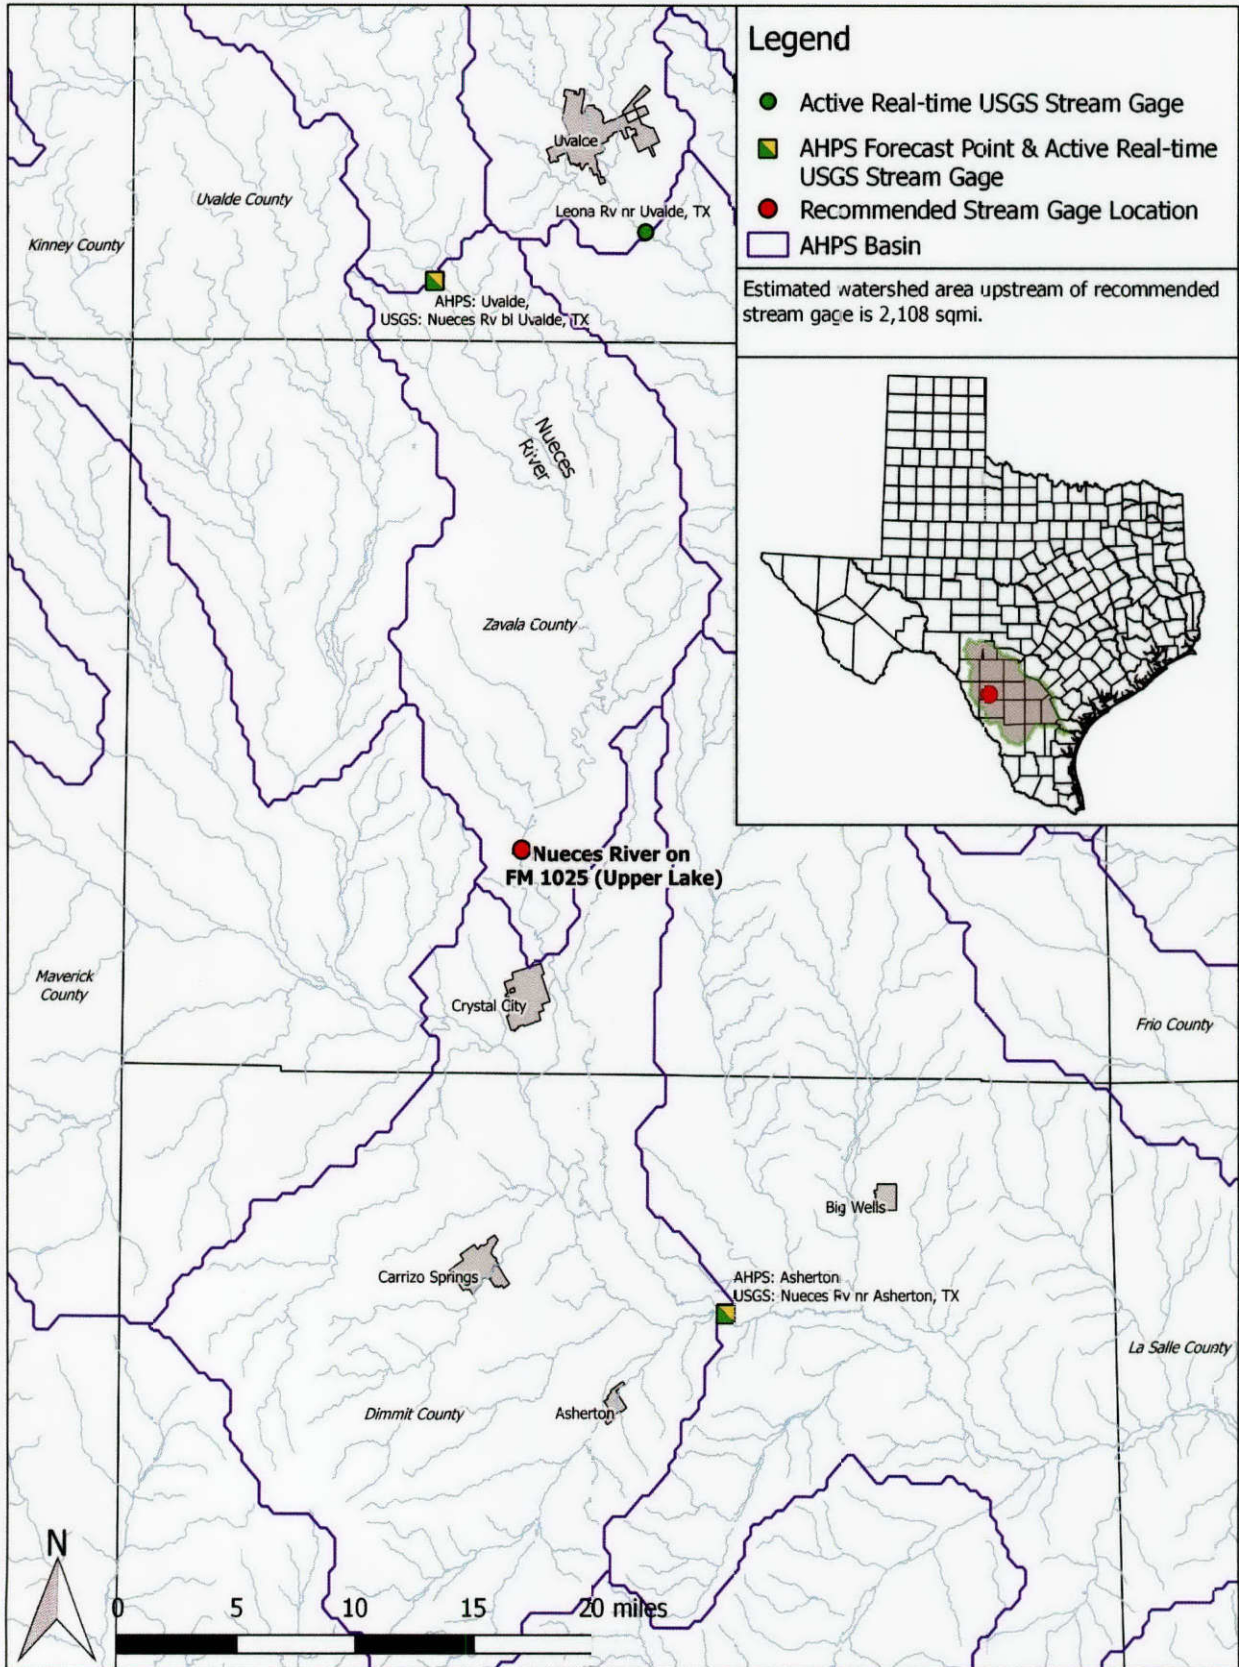 Legend
Active Real-time USGS Stream Gage
AHPS Forecast Point & Active Real-time
USGS Stream Gage
Recommended Stream Gage Location
AHPS Basin
Estimated watershed area upstream of recommended
stream gage is 2,108 sqmi.
Uvalde
Uvalde County
Leona Rv nr Uvalde, TX
Kinney County
AHPS: Uvalde,
USGS: Nueces Rv bl Uvalde, TX
Nueces
River
Zavala County
Nueces River on
FM 1025 (Upper Lake)
Maverick
County
Crystal City
Frio County
Big Wells
Carrizo Springs
AHPS: Asherton
USGS: Nueces Rv nr Asherton, TX
La Salle County
Dimmit County
Asherton
N
0 5 10 15 20 miles